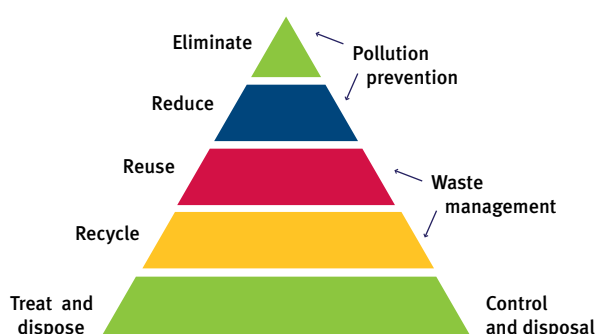 Eliminate
Pollution
prevention
Reduce
Reuse
Waste
management
Recycle
Treat and
dispose
Control
and disposal